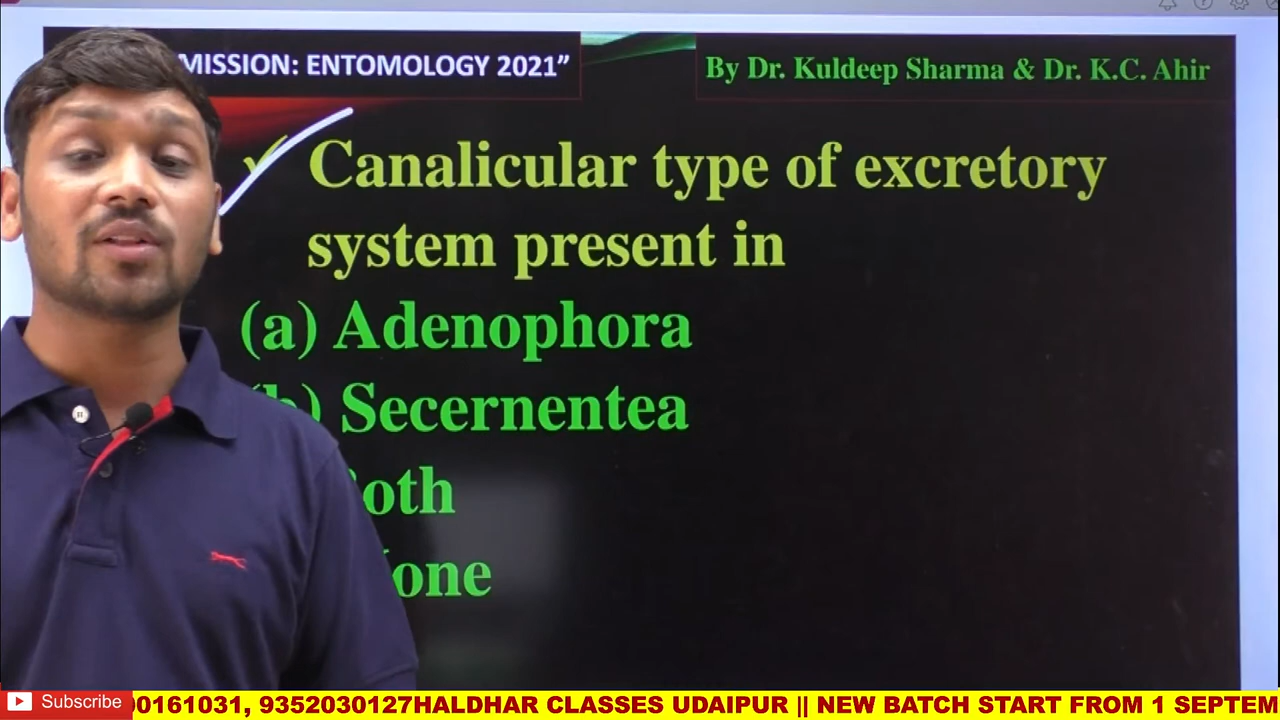 MISSION: ENTOMOLOGY 2021”
By Dr. Kuldeep Sharma & Dr. K.C. Ahir
Canalicular type of excretory
system present in
(a) Adenophora
(b) Secernentea
oth
one
Subscribe
00161031, 9352030127HALDHAR CLASSES UDAIPUR || NEW BATCH START FROM 1 SEPTEM